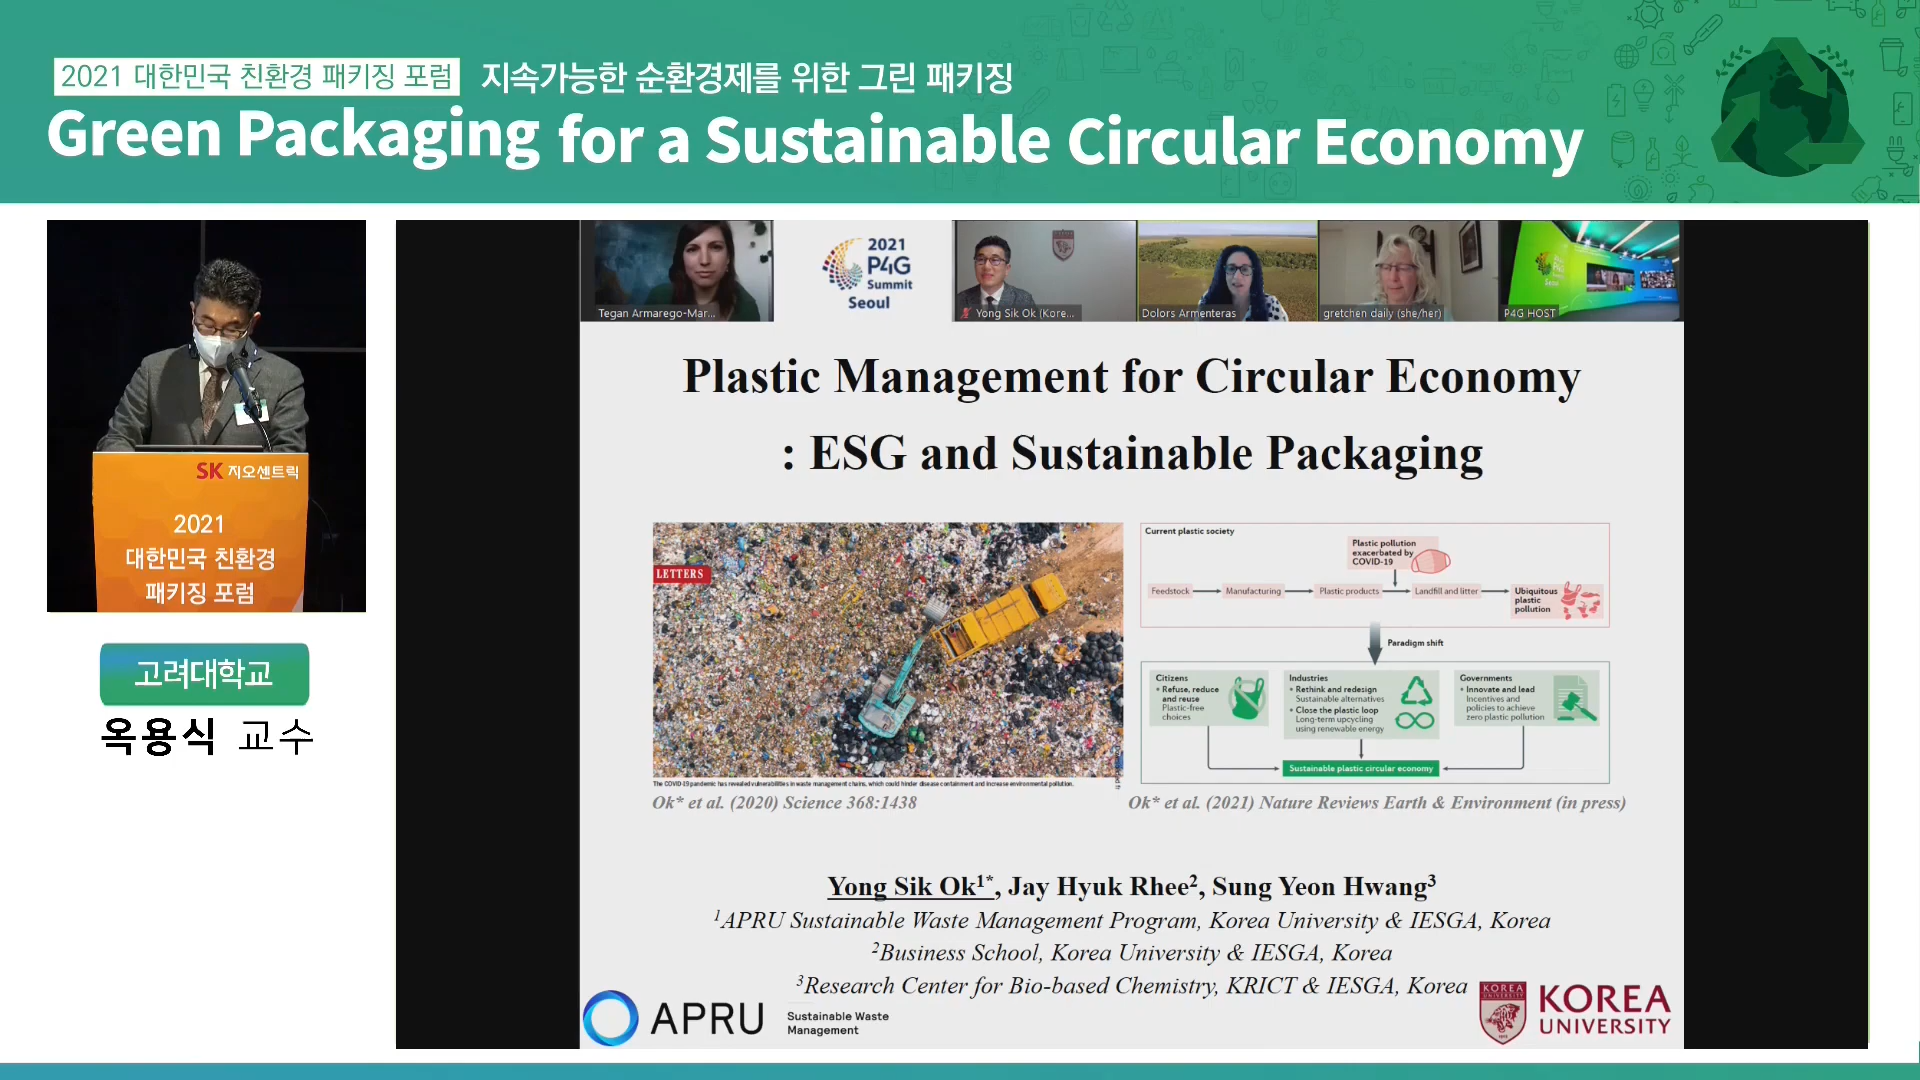 2021 대한민국 친환경 패키징 포럼 지속가능한 순환경제를 위한 그린 패키징
Green Packaging for a Sustainable Circular Economy
SK 지오센트릭
2021
대한민국 친환경
패키징 포럼
고려대학교
옥용식 교수
Tegan Armarego-Mar...
2021
P4G
Summit
Seoul
Yong Sik Ok (Kore...
Dolors Armenteras
gretchen daily (she/her)
P4G HOST
Plastic Management for Circular Economy
: ESG and Sustainable Packaging
LETTERS
The COVID-19 pandemic has revealed vulnerabilities in waste management chains, which could hinder disease containment and increase environmental pollution.
Ok* et al. (2020) Science 368:1438
Current plastic society
Plastic pollution
exacerbated by
COVID-19
Feedstock
Manufacturing
Plastic products
Landfill and litter
Ubiquitous
plastic
pollution
Paradigm shift
Citizens
• Refuse, reduce
and reuse
Plastic-free
choices
Industries
• Rethink and redesign
Sustainable alternatives
• Close the plastic loop
Long-term upcycling
using renewable energy
Governments
• Innovate and lead
Incentives and
policies to achieve
zero plastic pollution
Sustainable plastic circular economy
Ok* et al. (2021) Nature Reviews Earth & Environment (in press)
Yong Sik Ok1*, Jay Hyuk Rhee2, Sung Yeon Hwang3
1APRU Sustainable Waste Management Program, Korea University & IESGA, Korea
2Business School, Korea University & IESGA, Korea
3Research Center for Bio-based Chemistry, KRICT & IESGA, Korea
APRU
Sustainable Waste
Management
KOREA
UNIVERSITY
KOREA
UNIVERSITY